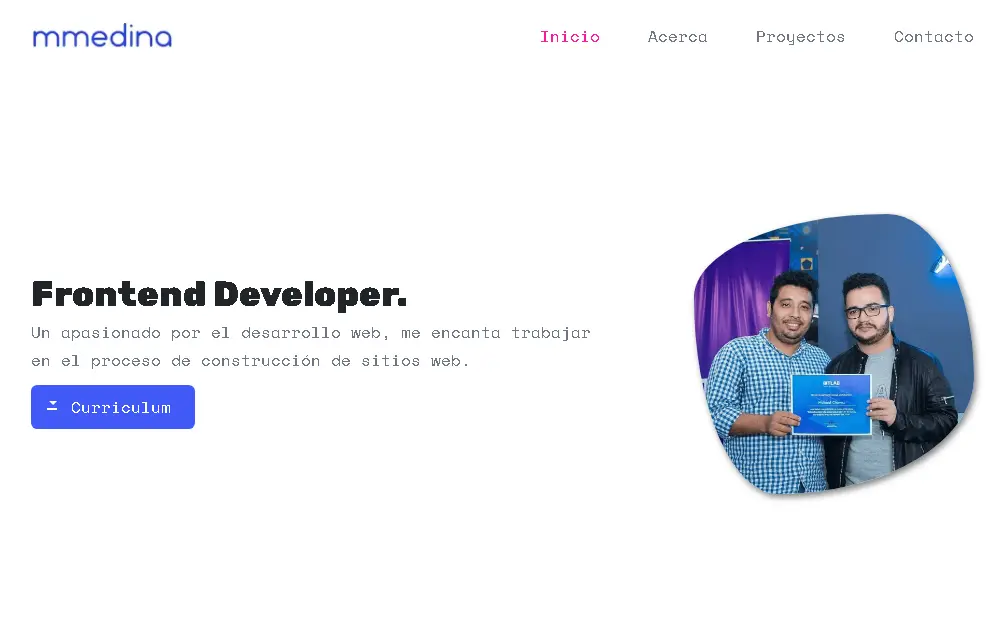 mmedina
Inicio Acerca Proyectos Contacto
Frontend Developer.
Un apasionado por el desarrollo web, me encanta trabajar
en el proceso de construcción de sitios web.
Curriculum